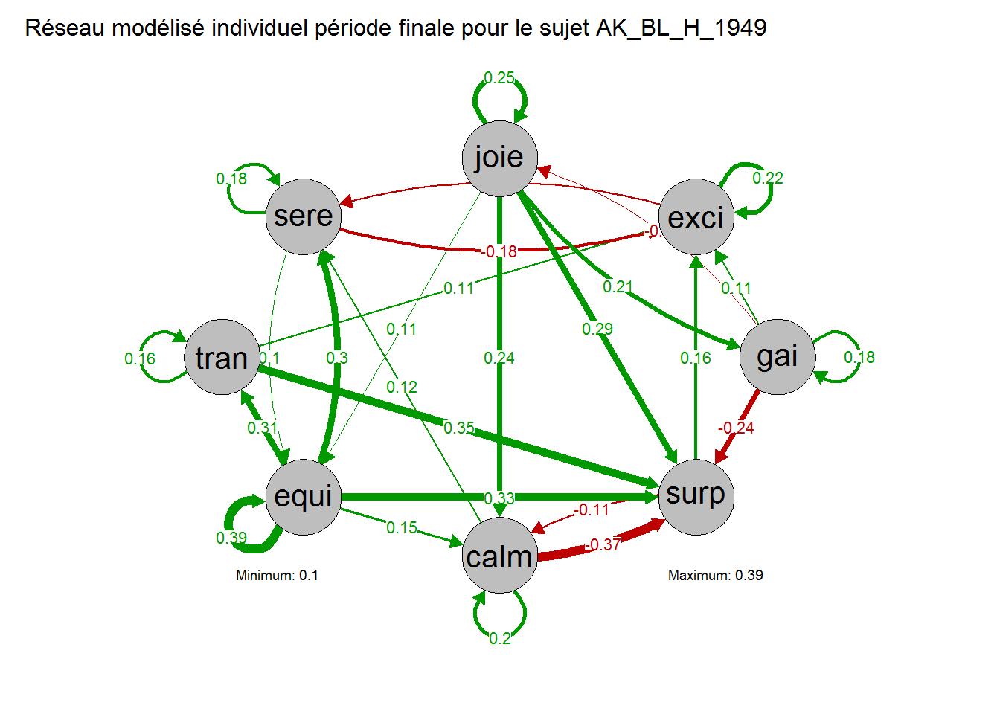 Réseau modélisé individuel période finale pour le sujet AK_BL_H_1949
0.25
joie
0.18
0.22
sere
exci
-0.
-0.18
0.11
0.21
0.11
0.11
0.29
0.16
tran
0.1
0.3
0.24
0.16
gai
0.18
0.12
0.31
0.35
-0.24
equi
0.33
surp
-0.11
0.39
0.15
calm
-0.37
Minimum: 0.1
Maximum: 0.39
0.2